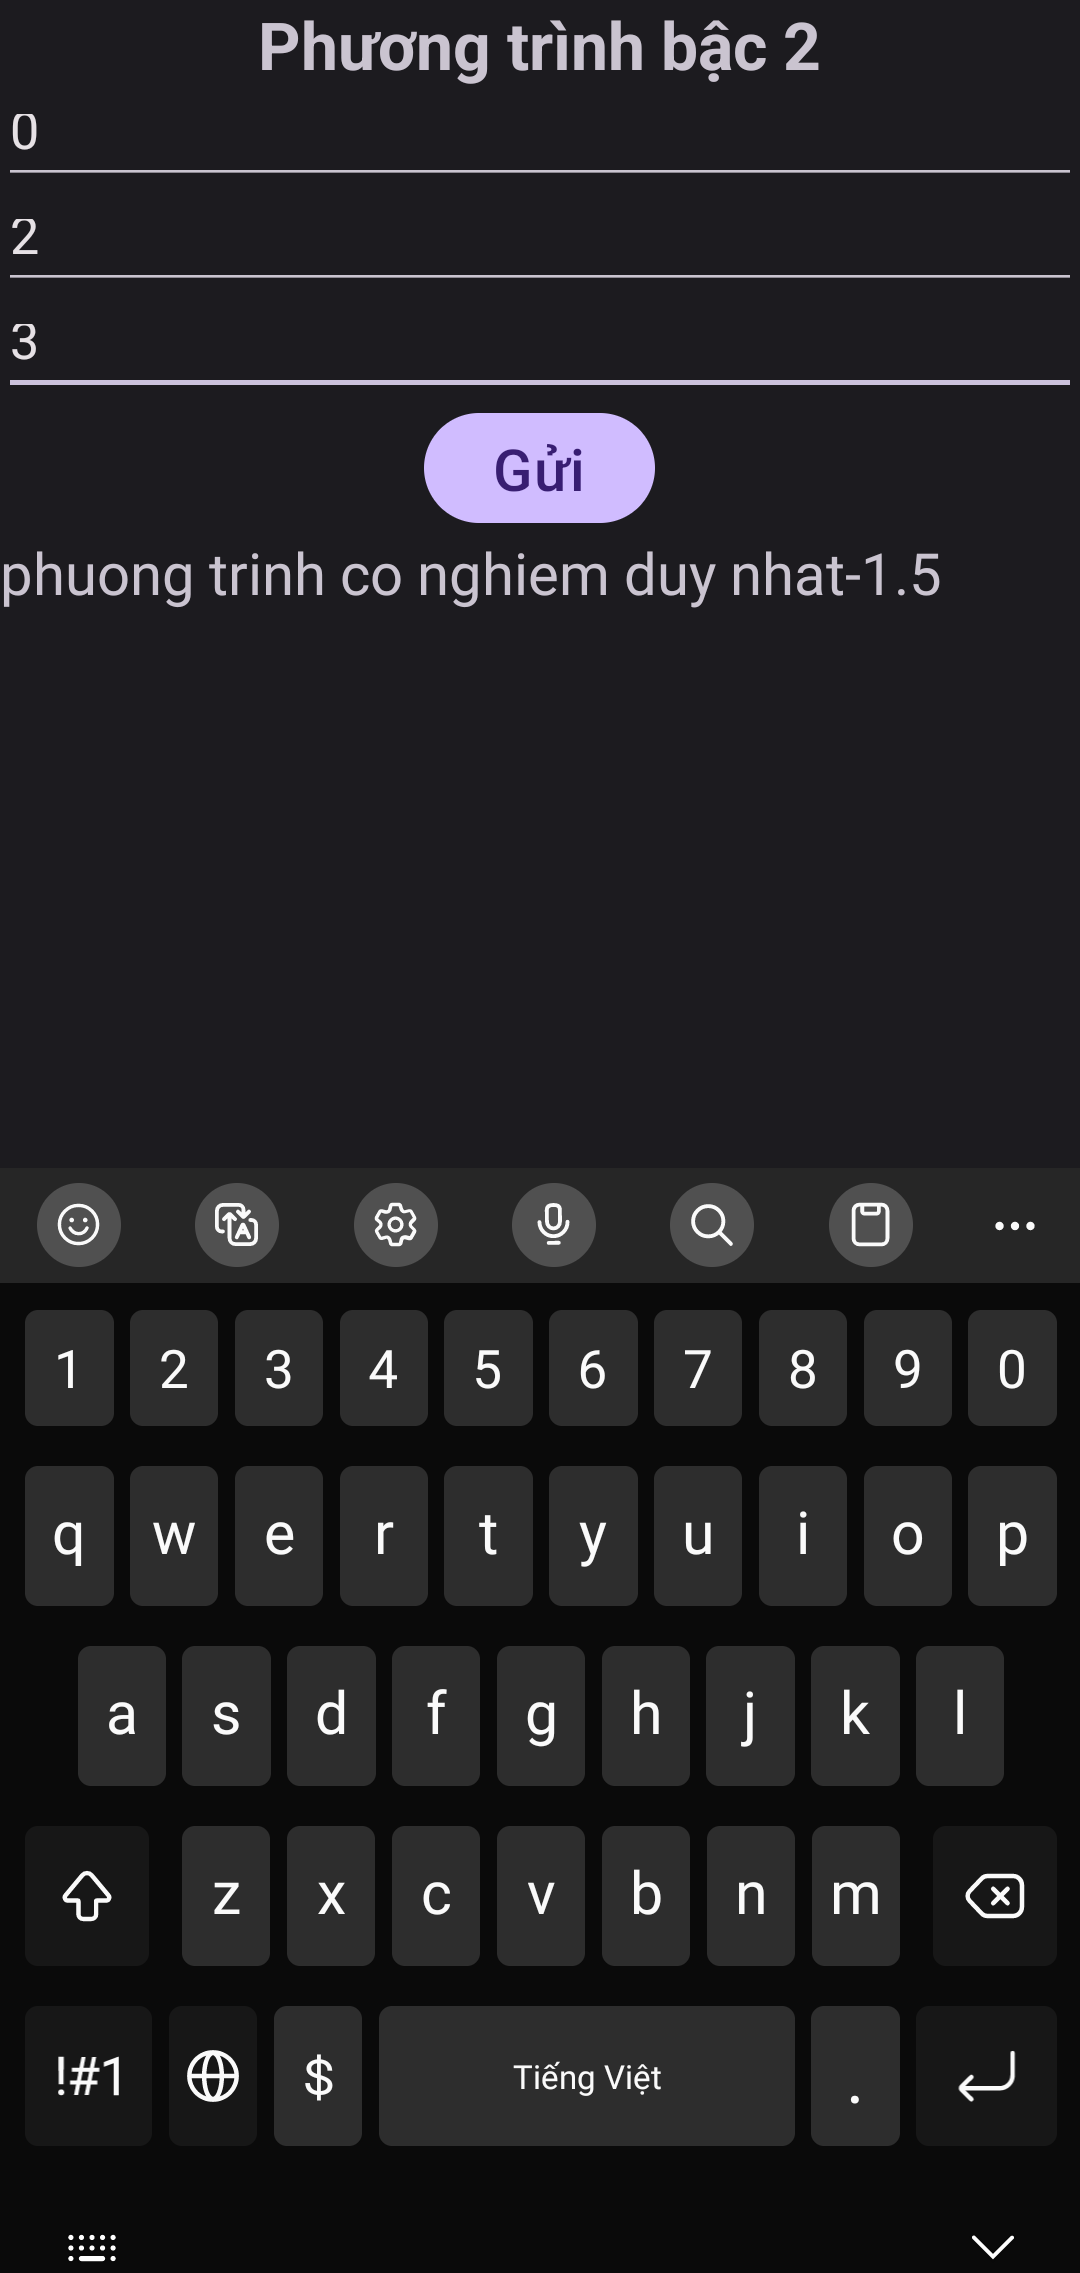 Phương trình bậc 2
0
2
3
Gửi
phuong trinh co nghiem duy nhat-1.5
1 2 3 4 5 6 7 8 9 0
q w e r t y u i o p
a s d f g h j k l
z x c v b n m
!#1 $ Tiếng Việt .